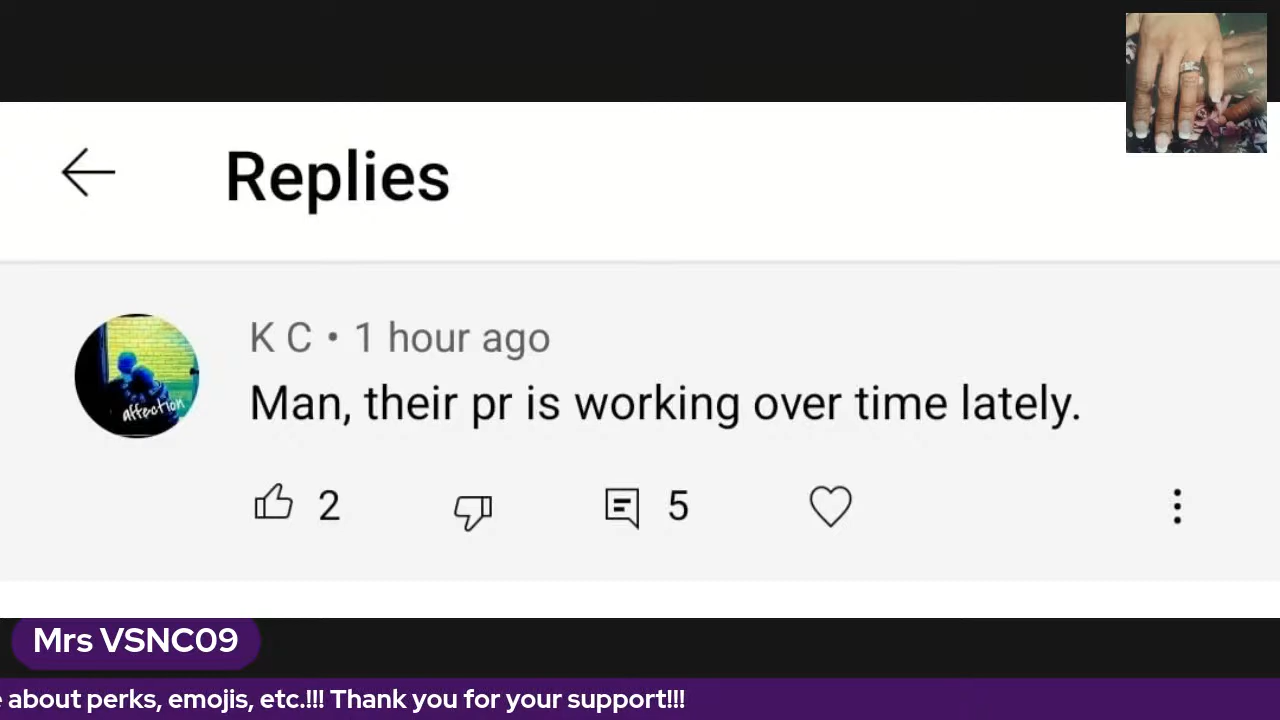 Replies
K C • 1 hour ago
affection
Man, their pr is working over time lately.
2
5
Mrs VSNC09
about perks, emojis, etc.!!! Thank you for your support!!!